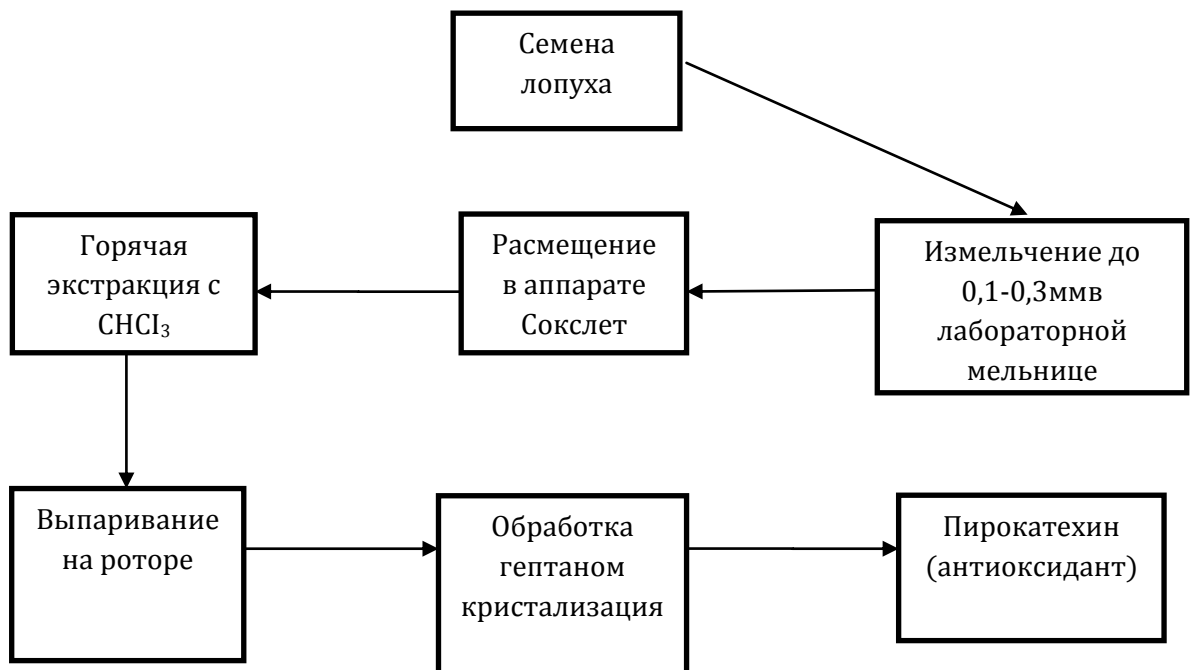 Семена
лопуха
Измельчение до
0,1-0,3ммв
лабораторной
мельнице
Расмещение
в аппарате
Сокслет
Горячая
экстракция с
CHCI₃
Выпаривание
на роторе
Обработка
гептаном
кристализация
Пирокатехин
(антиоксидант)